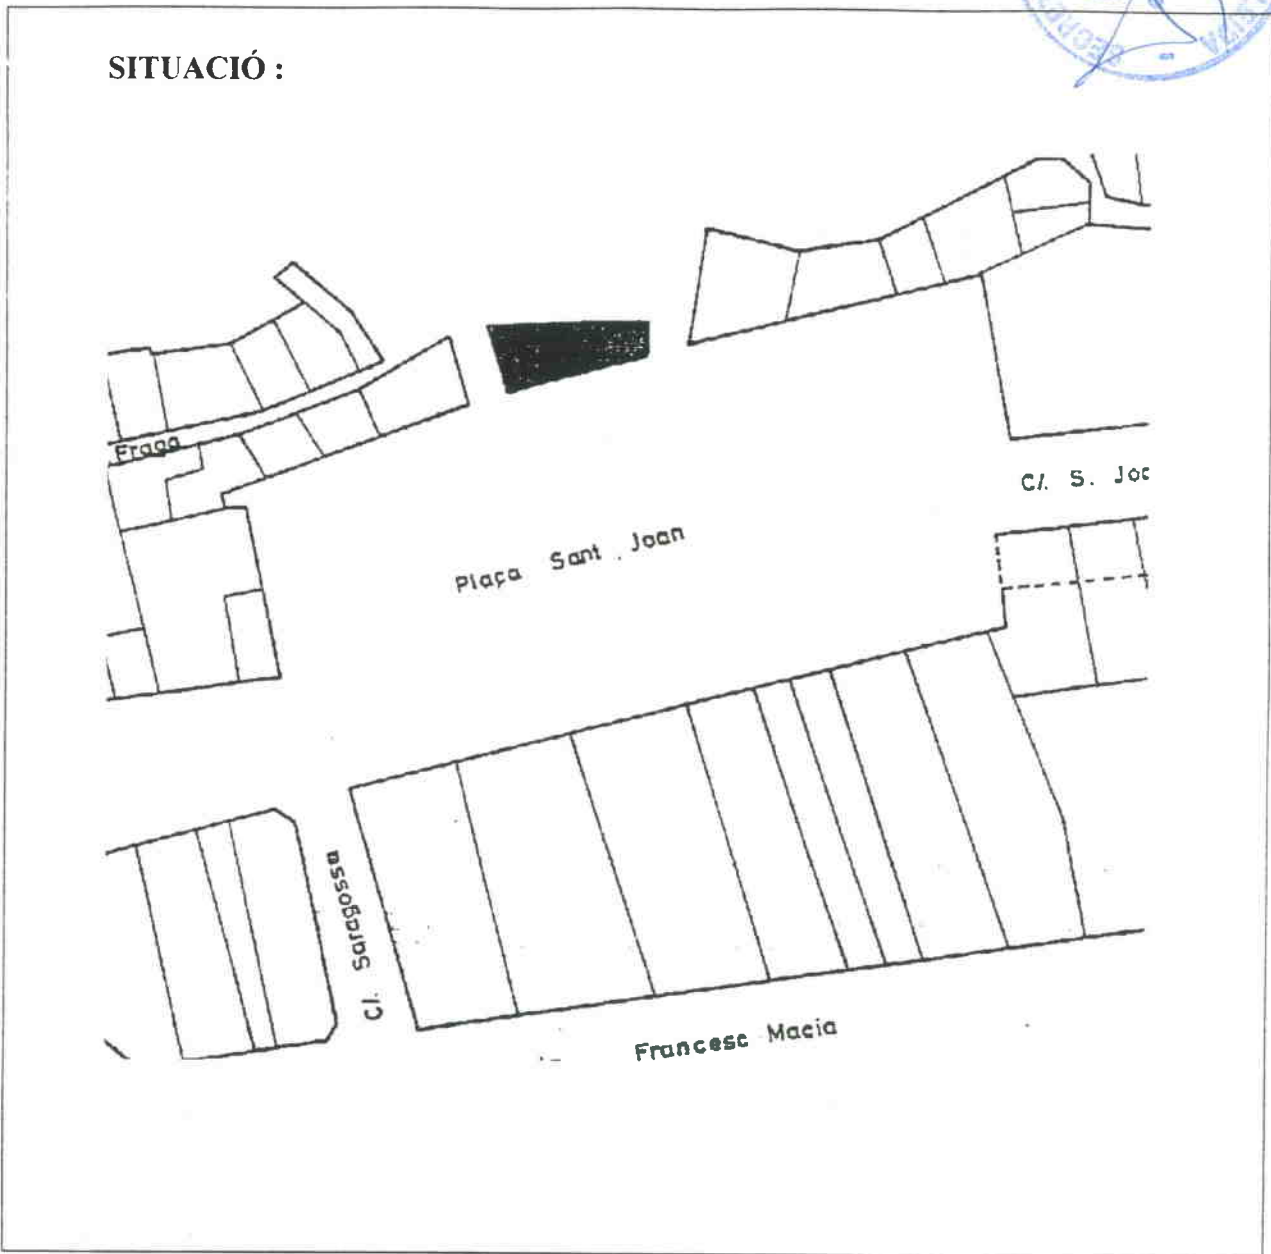 SITUACIÓ :
Fraga
C/. S. Joc
Plaça Sant Joan
C/. Saragossa
Francesc Macia